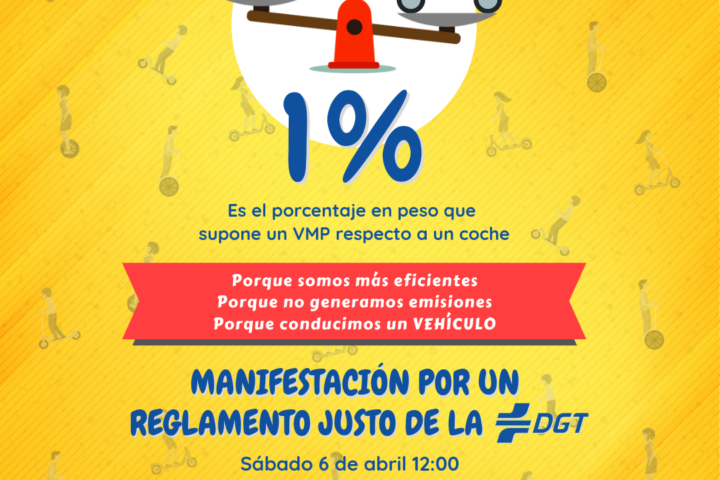 1%
Es el porcentaje en peso que
supone un VMP respecto a un coche
Porque somos más eficientes
Porque no generamos emisiones
Porque conducimos un VEHÍCULO
MANIFESTACIÓN POR UN
REGLAMENTO JUSTO DE LA DGT
Sábado 6 de abril 12:00